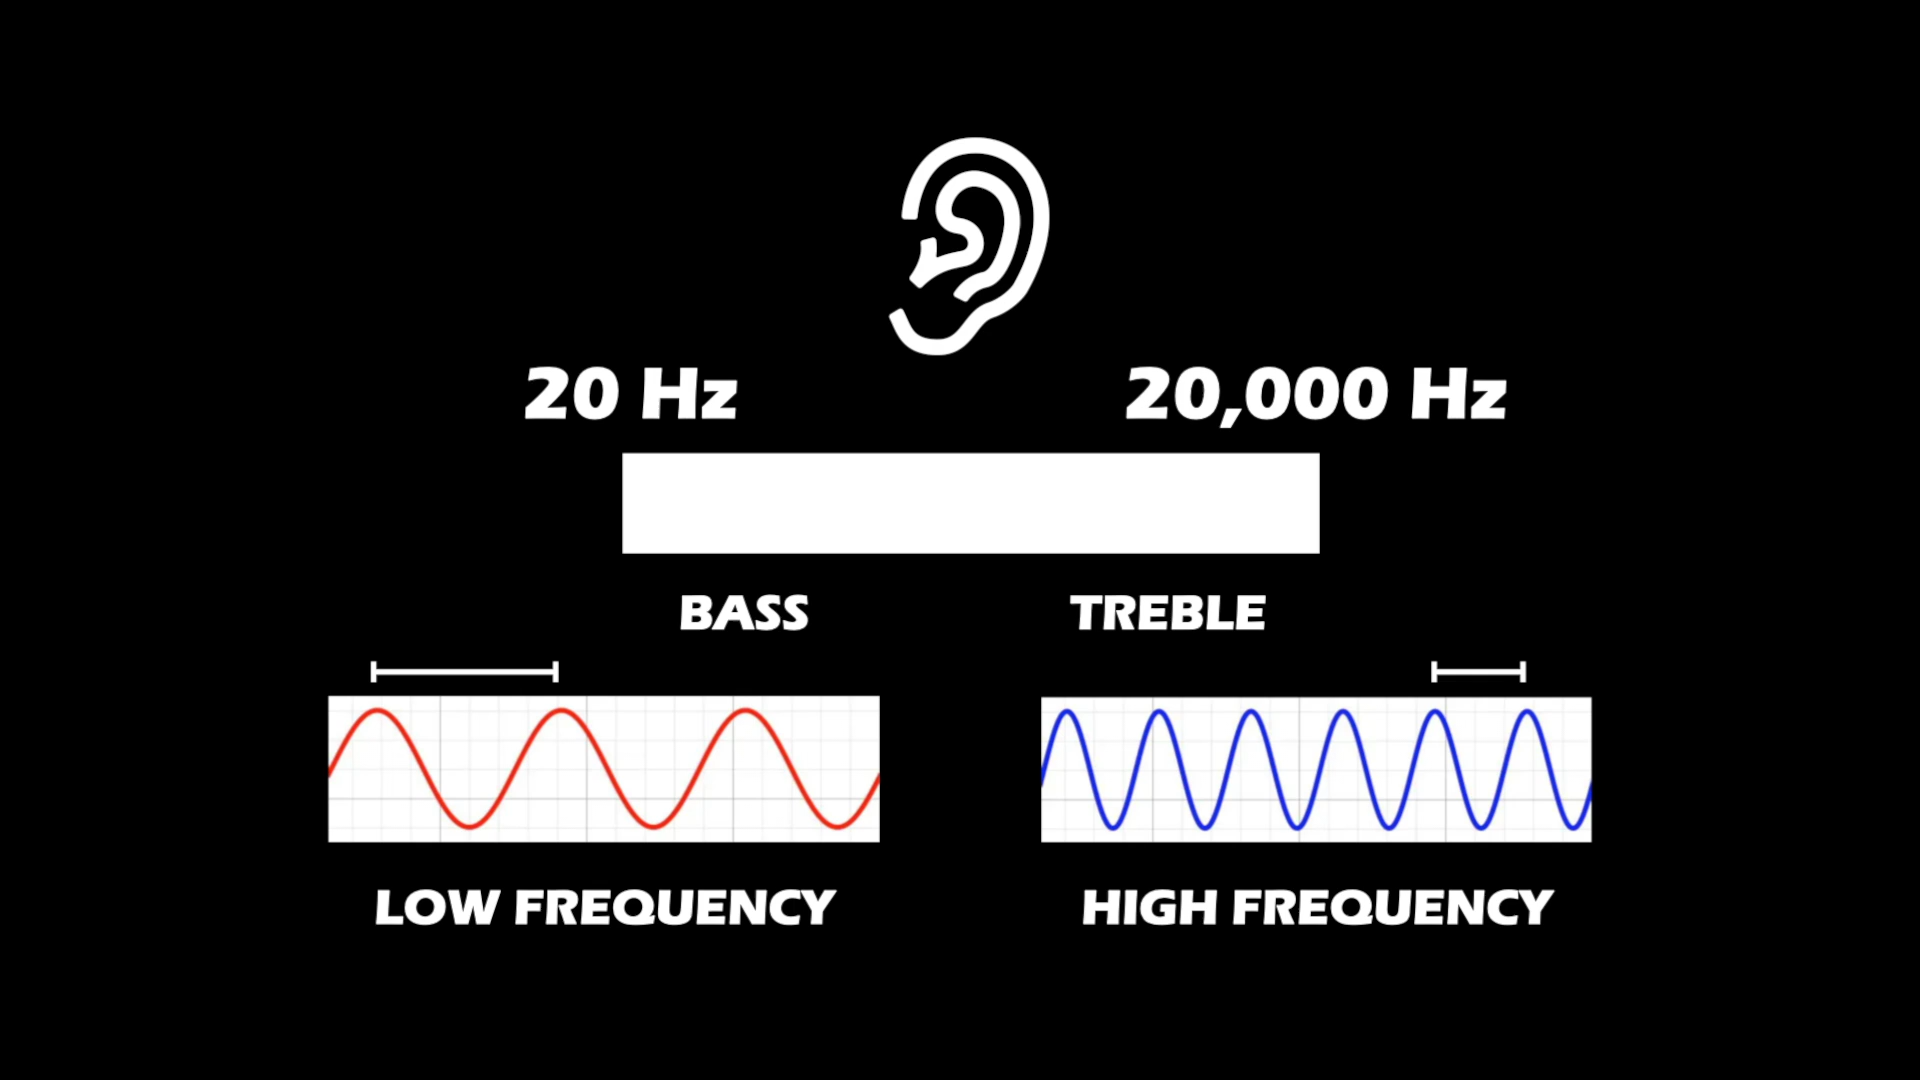 20 Hz
20,000 Hz
BASS
TREBLE
LOW FREQUENCY
HIGH FREQUENCY